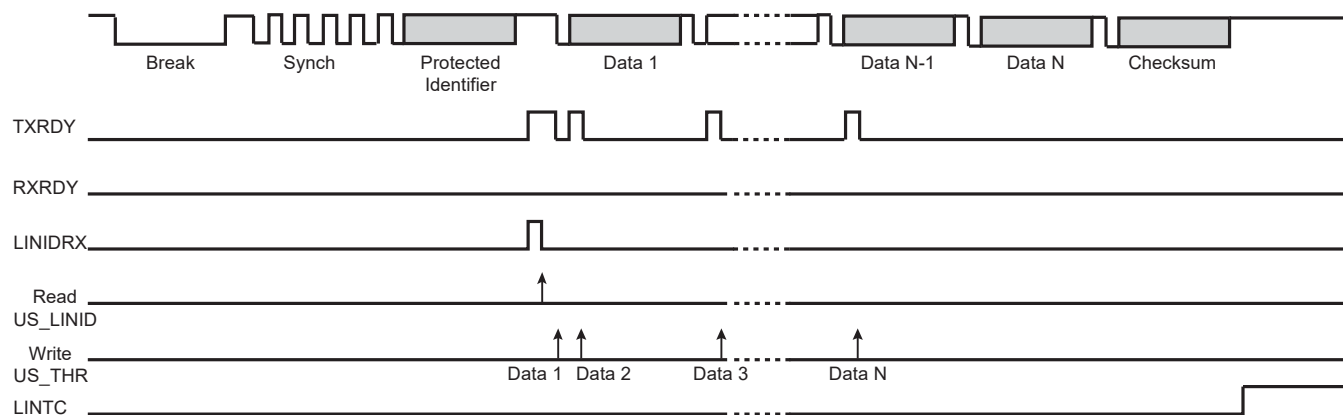 Break Synch Protected Data 1 Data N-1 Data N Checksum
Identifier
TXRDY
RXRDY
LINIDRX
Read
US_LINID
Write
US_THR Data 1 Data 2 Data 3 Data N
LINTC